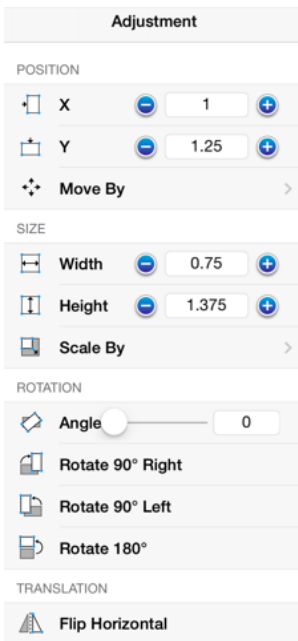 Adjustment
POSITION
X 1
Y 1.25
Move By
SIZE
Width 0.75
Height 1.375
Scale By
ROTATION
Angle 0
Rotate 90° Right
Rotate 90° Left
Rotate 180°
TRANSLATION
Flip Horizontal